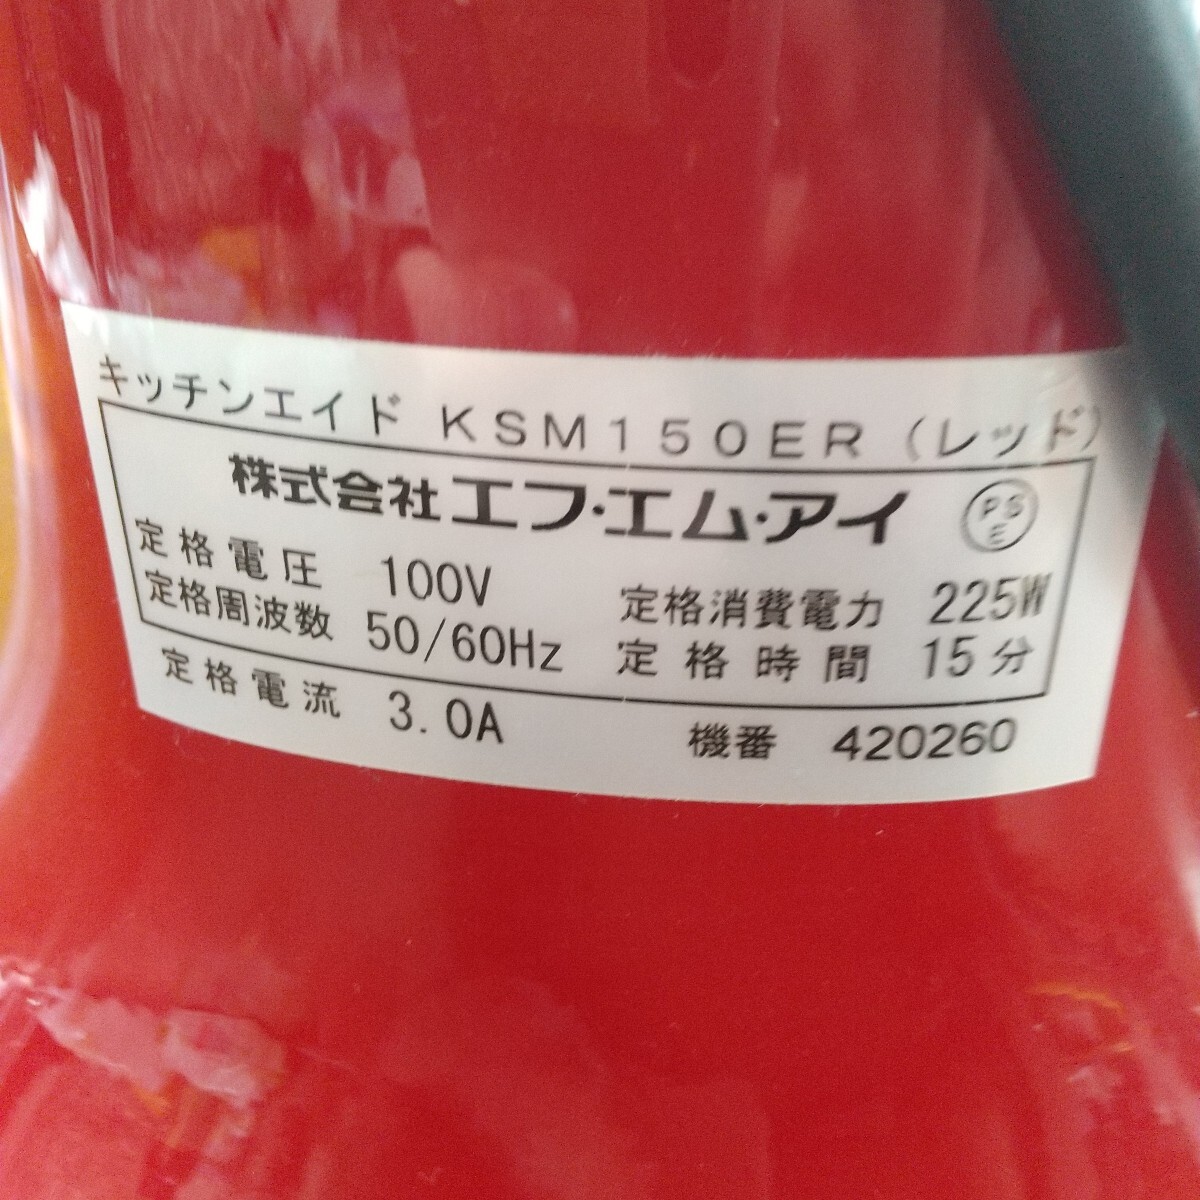 キッチンエイド KSM150ER (レッド)
株式会社エフ・エム・アイ PSE
定格電圧 100V 定格消費電力 225W
定格周波数 50/60Hz 定格時間 15分
定格電流 3.0A 機番 420260